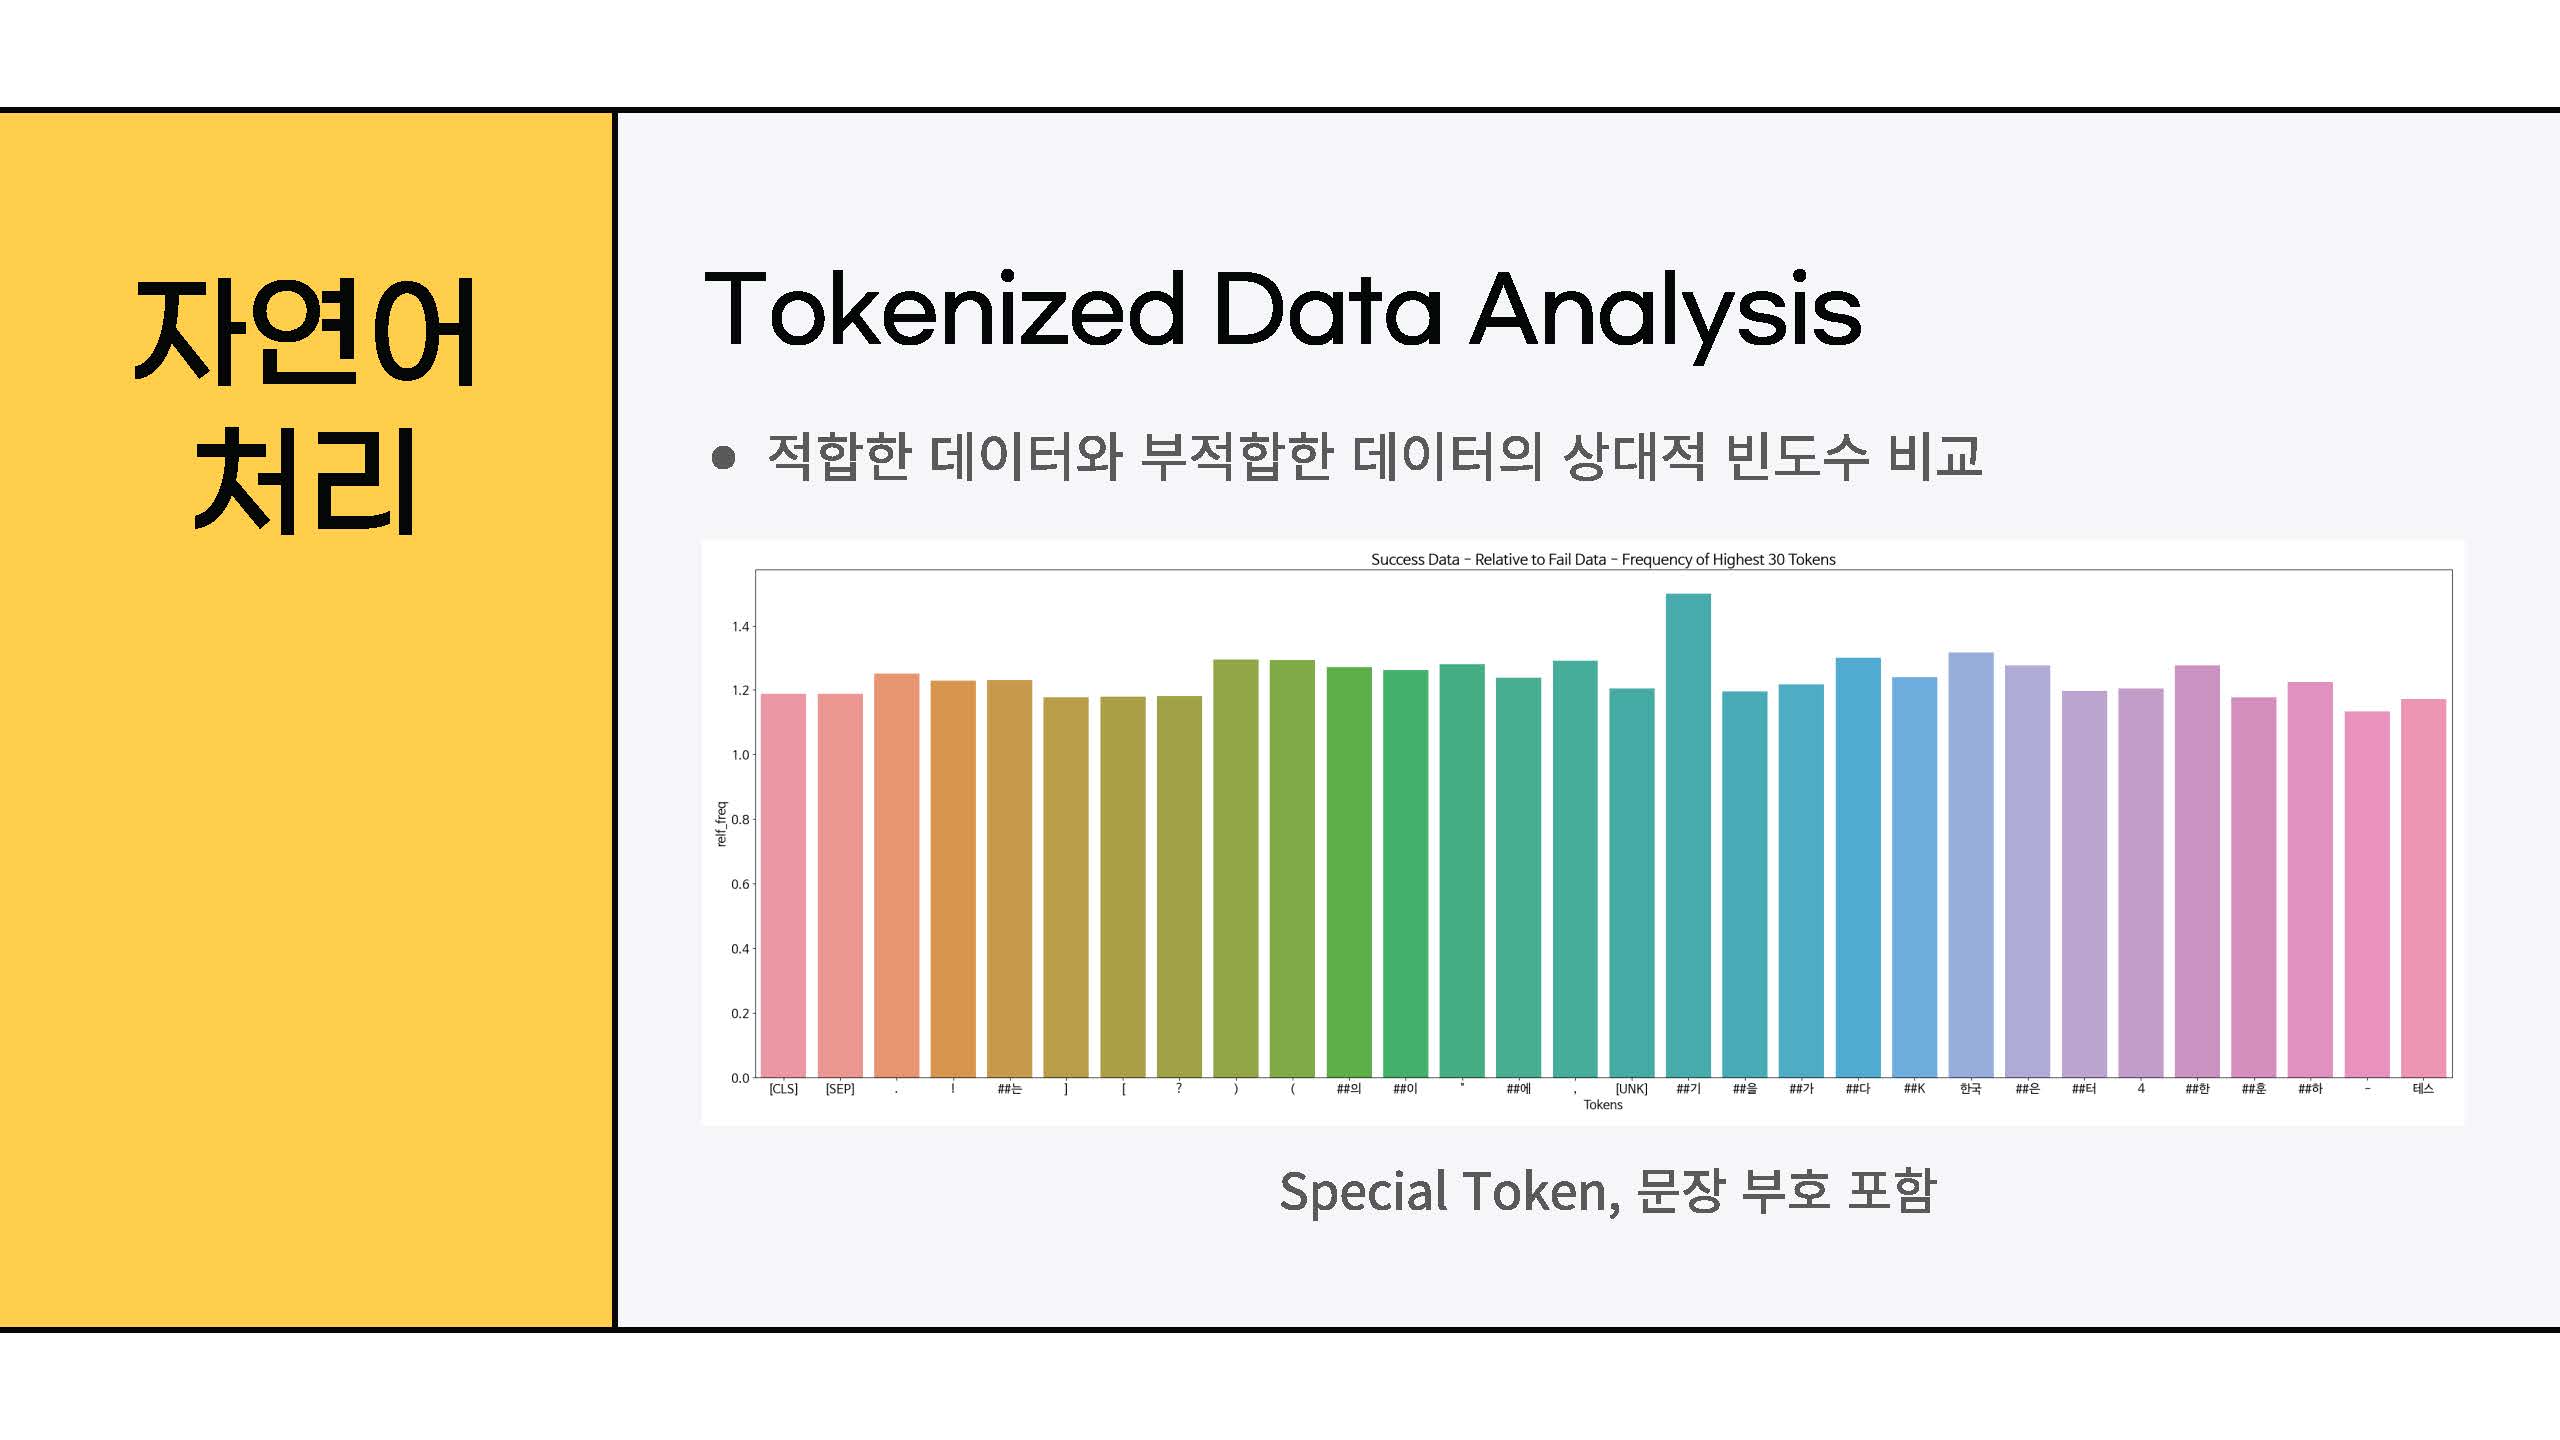 자연어
처리
Tokenized Data Analysis
● 적합한 데이터와 부적합한 데이터의 상대적 빈도수 비교
Success Data - Relative to Fail Data - Frequency of Highest 30 Tokens
1.4
1.2
1.0
0.8
0.6
0.4
0.2
0.0
relf_freq
[CLS] [SEP] . ! ##는 ] [ ? ) ( ##의 ##이 " ##에 , [UNK] ##기 ##을 ##가 ##다 ##K 한국 ##은 ##터 4 ##한 ##훈 ##하 - 테스
Tokens
Special Token, 문장 부호 포함